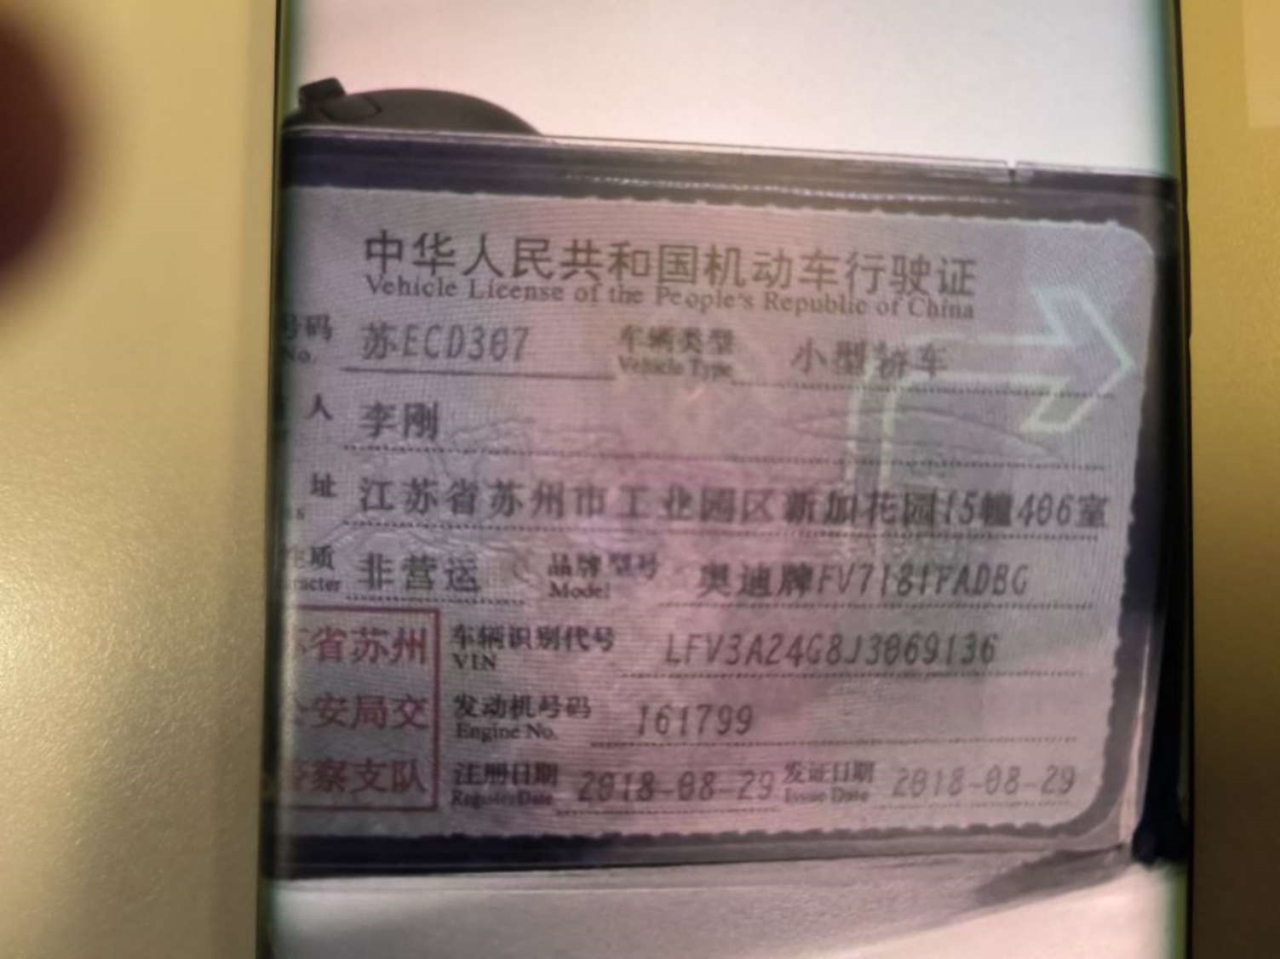 中华人民共和国机动车行驶证
Vehicle License of the People's Republic of China
号码 苏ECD307 车辆类型 小型轿车
No. Vehicle Type
人 李刚
址 江苏省苏州市工业园区新加花园15幢406室
性质 非营运 品牌型号 奥迪牌FV7181FADBG
racter Model
省苏州 车辆识别代号 LFV3A24G8J3069136
VIN
安局交 发动机号码 161799
Engine No.
察支队 注册日期 2018-08-29 发证日期 2018-08-29
Register Date Issue Date